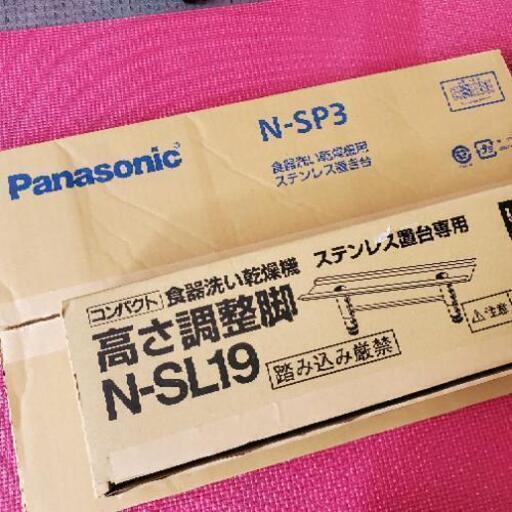 Panasonic
N-SP3
食器洗い乾燥機用
ステンレス置き台
コンパクト 食器洗い乾燥機 ステンレス置台専用
高さ調整脚
N-SL19
踏み込み厳禁
⚠注意